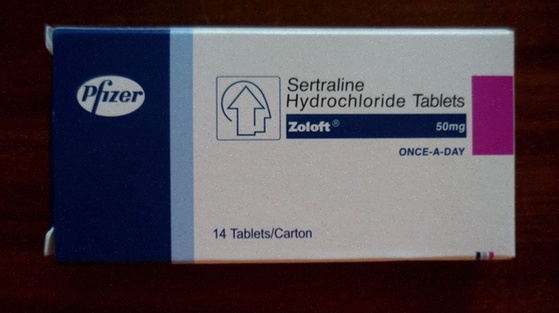 Pfizer
Sertraline
Hydrochloride Tablets
Zoloft® 50mg
ONCE-A-DAY
14 Tablets/Carton